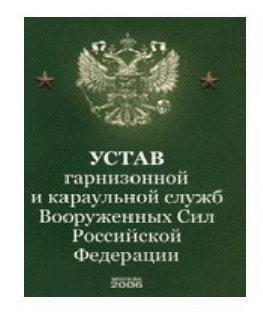 УСТАВ
гарнизонной
и караульной служб
Вооруженных Сил
Российской
Федерации
2006